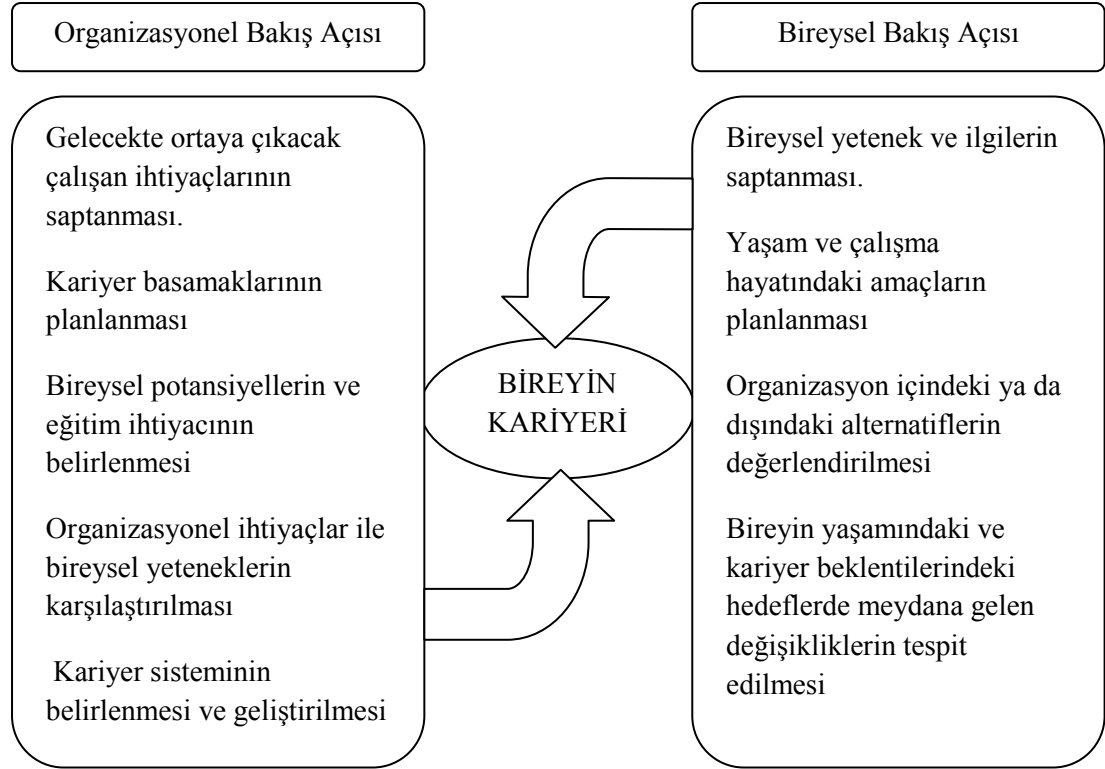 Organizasyonel Bakış Açısı
Gelecekte ortaya çıkacak
çalışan ihtiyaçlarının
saptanması.
Kariyer basamaklarının
planlanması
Bireysel potansiyellerin ve
eğitim ihtiyacının
belirlenmesi
Organizasyonel ihtiyaçlar ile
bireysel yeteneklerin
karşılaştırılması
Kariyer sisteminin
belirlenmesi ve geliştirilmesi
BİREYİN
KARİYERİ
Bireysel Bakış Açısı
Bireysel yetenek ve ilgilerin
saptanması.
Yaşam ve çalışma
hayatındaki amaçların
planlanması
Organizasyon içindeki ya da
dışındaki alternatiflerin
değerlendirilmesi
Bireyin yaşamındaki ve
kariyer beklentilerindeki
hedeflerde meydana gelen
değişikliklerin tespit
edilmesi